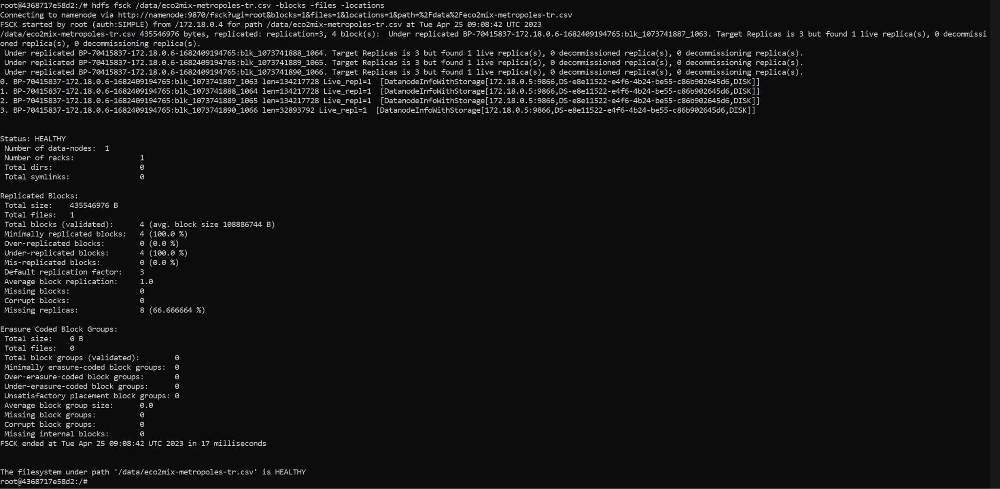 root@4368717e58d2:/# hdfs fsck /data/eco2mix-metropoles-tr.csv -blocks -files -locations
Connecting to namenode via http://namenode:9870/fsck?ugi=root&blocks=1&files=1&locations=1&path=%2Fdata%2Feco2mix-metropoles-tr.csv
FSCK started by root (auth:SIMPLE) from /172.18.0.4 for path /data/eco2mix-metropoles-tr.csv at Tue Apr 25 09:08:42 UTC 2023
/data/eco2mix-metropoles-tr.csv 435546976 bytes, replicated: replication=3, 4 block(s):  Under replicated BP-70415837-172.18.0.6-1682409194765:blk_1073741887_1063. Target Replicas is 3 but found 1 live replica(s), 0 decommissi
oned replica(s), 0 decommissioning replica(s).
 Under replicated BP-70415837-172.18.0.6-1682409194765:blk_1073741888_1064. Target Replicas is 3 but found 1 live replica(s), 0 decommissioned replica(s), 0 decommissioning replica(s).
 Under replicated BP-70415837-172.18.0.6-1682409194765:blk_1073741889_1065. Target Replicas is 3 but found 1 live replica(s), 0 decommissioned replica(s), 0 decommissioning replica(s).
 Under replicated BP-70415837-172.18.0.6-1682409194765:blk_1073741890_1066. Target Replicas is 3 but found 1 live replica(s), 0 decommissioned replica(s), 0 decommissioning replica(s).
0. BP-70415837-172.18.0.6-1682409194765:blk_1073741887_1063 len=134217728 Live_repl=1  [DatanodeInfoWithStorage[172.18.0.5:9866,DS-e8e11522-e4f6-4b24-be55-c86b902645d6,DISK]]
1. BP-70415837-172.18.0.6-1682409194765:blk_1073741888_1064 len=134217728 Live_repl=1  [DatanodeInfoWithStorage[172.18.0.5:9866,DS-e8e11522-e4f6-4b24-be55-c86b902645d6,DISK]]
2. BP-70415837-172.18.0.6-1682409194765:blk_1073741889_1065 len=134217728 Live_repl=1  [DatanodeInfoWithStorage[172.18.0.5:9866,DS-e8e11522-e4f6-4b24-be55-c86b902645d6,DISK]]
3. BP-70415837-172.18.0.6-1682409194765:blk_1073741890_1066 len=32893792 Live_repl=1  [DatanodeInfoWithStorage[172.18.0.5:9866,DS-e8e11522-e4f6-4b24-be55-c86b902645d6,DISK]]
Status: HEALTHY
 Number of data-nodes:  1
 Number of racks:               1
 Total dirs:                    0
 Total symlinks:                0
Replicated Blocks:
 Total size:    435546976 B
 Total files:   1
 Total blocks (validated):      4 (avg. block size 108886744 B)
 Minimally replicated blocks:   4 (100.0 %)
 Over-replicated blocks:        0 (0.0 %)
 Under-replicated blocks:       4 (100.0 %)
 Mis-replicated blocks:         0 (0.0 %)
 Default replication factor:    3
 Average block replication:     1.0
 Missing blocks:                0
 Corrupt blocks:                0
 Missing replicas:              8 (66.666664 %)
Erasure Coded Block Groups:
 Total size:    0 B
 Total files:   0
 Total block groups (validated):        0
 Minimally erasure-coded block groups:  0
 Over-erasure-coded block groups:       0
 Under-erasure-coded block groups:      0
 Unsatisfactory placement block groups: 0
 Average block group size:      0.0
 Missing block groups:          0
 Corrupt block groups:          0
 Missing internal blocks:       0
FSCK ended at Tue Apr 25 09:08:42 UTC 2023 in 17 milliseconds
The filesystem under path '/data/eco2mix-metropoles-tr.csv' is HEALTHY
root@4368717e58d2:/#